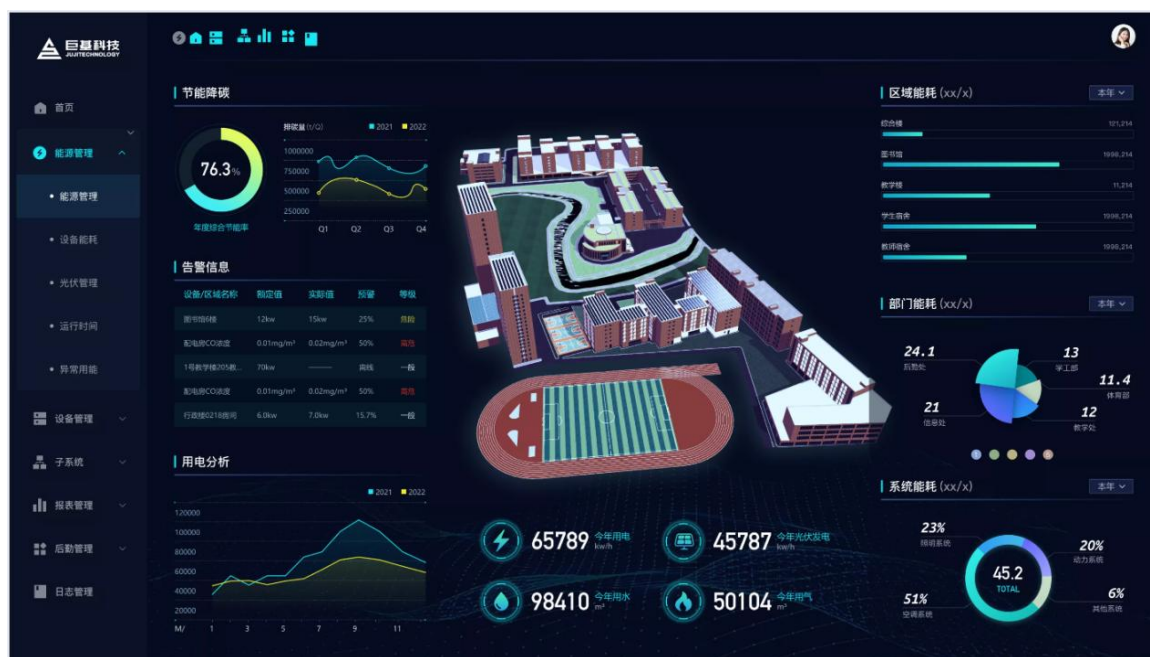 巨基科技
JUJITECHNOLOGY
首页
能源管理
能源管理
设备能耗
光伏管理
运行时间
异常用能
设备管理
子系统
报表管理
后勤管理
日志管理
节能降碳
76.3%
年度综合节能率
排碳量(t/Q)
2021 2022
1000000
750000
500000
250000
Q1 Q2 Q3 Q4
告警信息
设备/区域名称 额定值 实际值 预警 等级
图书馆6楼 12kw 15kw 25% 危险
配电房CO浓度 0.01mg/m³ 0.02mg/m³ 50% 高危
1号教学楼205教... 70kw —— 离线 一般
配电房CO浓度 0.01mg/m³ 0.02mg/m³ 50% 高危
行政楼0218房间 6.0kw 7.0kw 15.7% 一般
用电分析
2021 2022
120000
100000
80000
60000
40000
20000
M/ 1 3 5 7 9 11
65789 今年用电
kw/h
45787 今年光伏发电
kw/h
98410 今年用水
m³
50104 今年用气
m³
区域能耗 (xx/x) 本年
综合楼 121,214
图书馆 1998,214
教学楼 11,214
学生宿舍 1998,214
教师宿舍 1998,214
部门能耗 (xx/x) 本年
24.1
后勤处
13
学工部
11.4
体育部
21
信息处
12
教学处
系统能耗 (xx/x) 本年
23%
照明系统
20%
动力系统
45.2
TOTAL
51%
空调系统
6%
其他系统